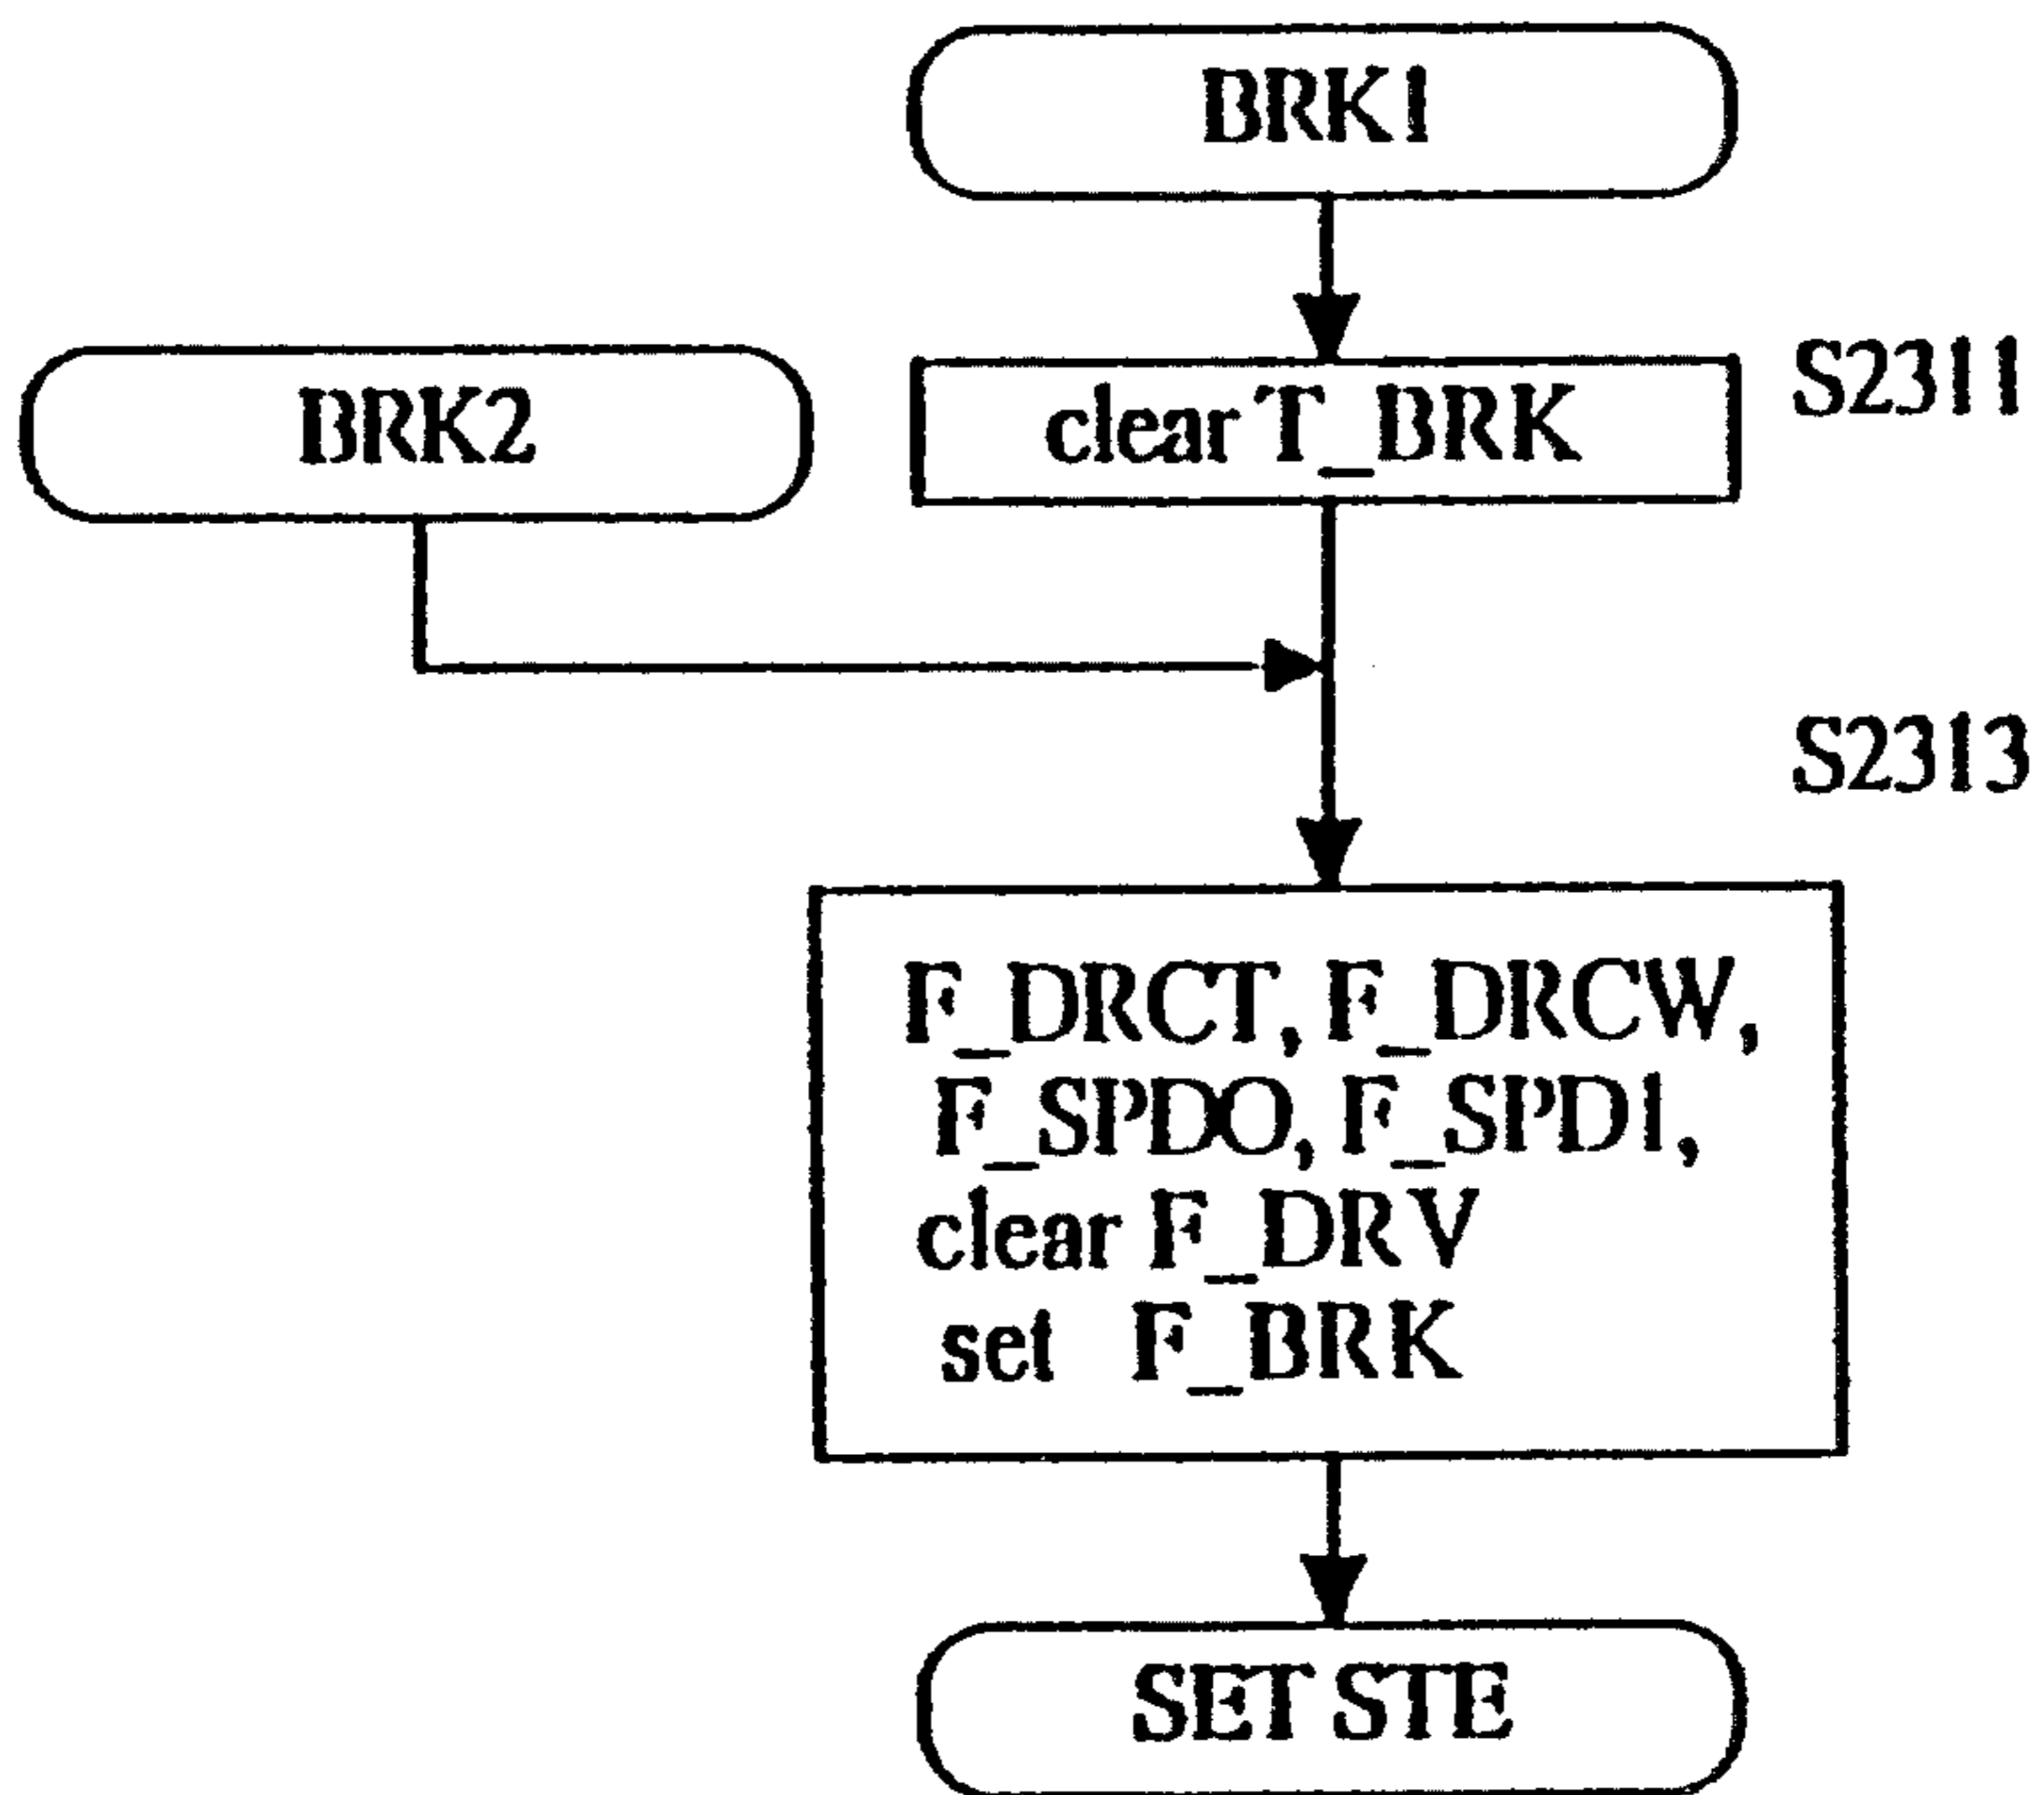 BRK1
BRK2
clear T_BRK
S2311
S2313
F_DRCT, F_DRCW,
F_SPDO, F_SPD1,
clear F_DRV
set F_BRK
SET STE